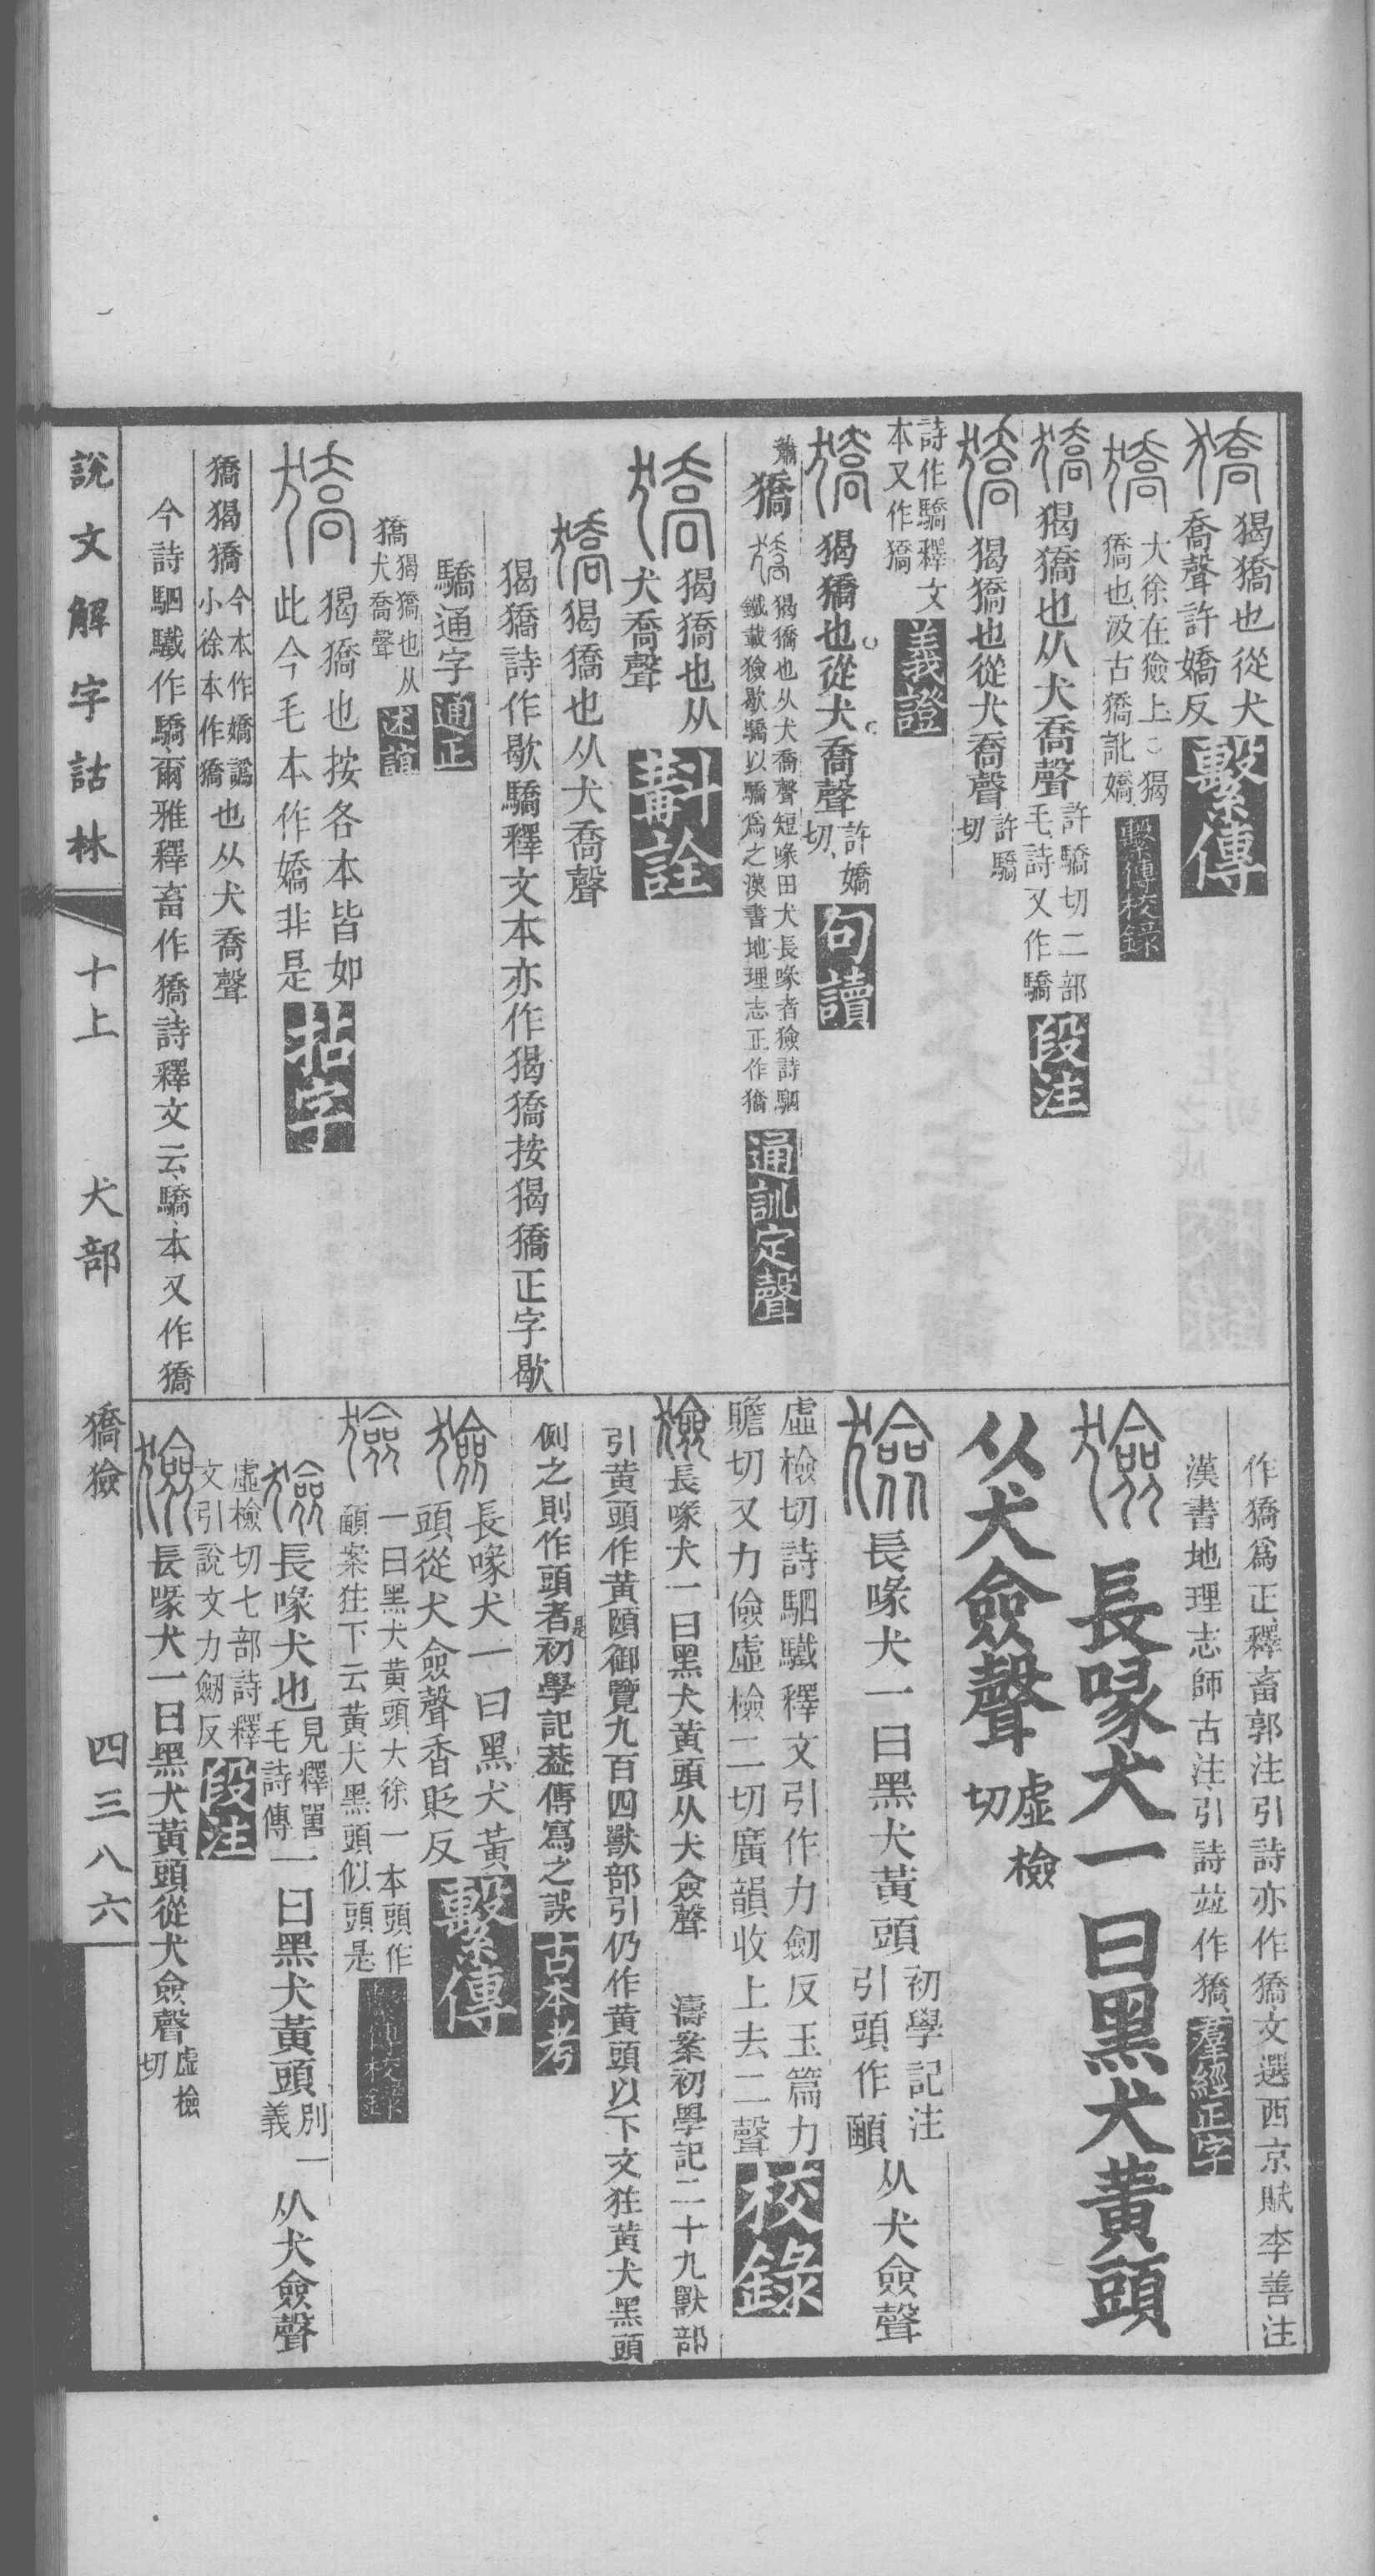 獢 猲獢也從犬
喬聲許嬌反 繫傳
獢 大徐在獫上○猲
獢也汲古獢訛嬌 繫傳校錄
獢 猲獢也从犬喬聲 許驕切二部
毛詩又作驕 段注
獢 猲獢也從犬喬聲 許驕
切
詩作驕釋文
本又作獢 義證
獢 猲獢也從犬喬聲 許嬌
切 句讀
獢 獢 猲獢也从犬喬聲短喙田犬長喙者獫詩駟
鐵載獫歇驕以驕爲之漢書地理志正作獢 通訓定聲
獢 猲獢也从
犬喬聲 斠詮
獢 猲獢也从犬喬聲
猲獢詩作歇驕釋文本亦作猲獢按猲獢正字歇
驕通字 通正
獢 猲獢也从
犬喬聲 述誼
獢 猲獢也按各本皆如
此今毛本作嬌非是 拈字
獢猲獢 今本作嬌譌
小徐本作獢 也从犬喬聲
今詩駟驖作驕爾雅釋畜作獢詩釋文云驕本又作獢
作獢爲正釋畜郭注引詩亦作獢文選西京賦李善注
漢書地理志師古注引詩竝作獢 羣經正字
獫 長喙犬一曰黑犬黃頭
从犬僉聲 虛檢
切
獫 長喙犬一曰黑犬黃頭 初學記注
引頭作頤 从犬僉聲
虛檢切詩駟驖釋文引作力劒反玉篇力
贍切又力儉虛檢二切廣韻收上去二聲 校錄
獫 長喙犬一曰黑犬黃頭从犬僉聲 濤案初學記二十九獸部
引黃頭作黃頤御覽九百四獸部引仍作黃頭以下文狂黃犬黑頭
例之則作頭者是初學記葢傳寫之誤 古本考
獫 長喙犬一曰黑犬黃
頭從犬僉聲香貶反 繫傳
獫 一曰黑犬黃頭大徐一本頭作
頤案狂下云黃犬黑頭似頭是 繫傳校錄
獫 長喙犬也 見釋嘼
毛詩傳 一曰黑犬黃頭 別一
義 从犬僉聲
虛檢切七部詩釋
文引說文力劒反 段注
獫 長喙犬一曰黑犬黃頭從犬僉聲 虛檢
切
說文解字詁林 十上 犬部 獢獫 四三八六